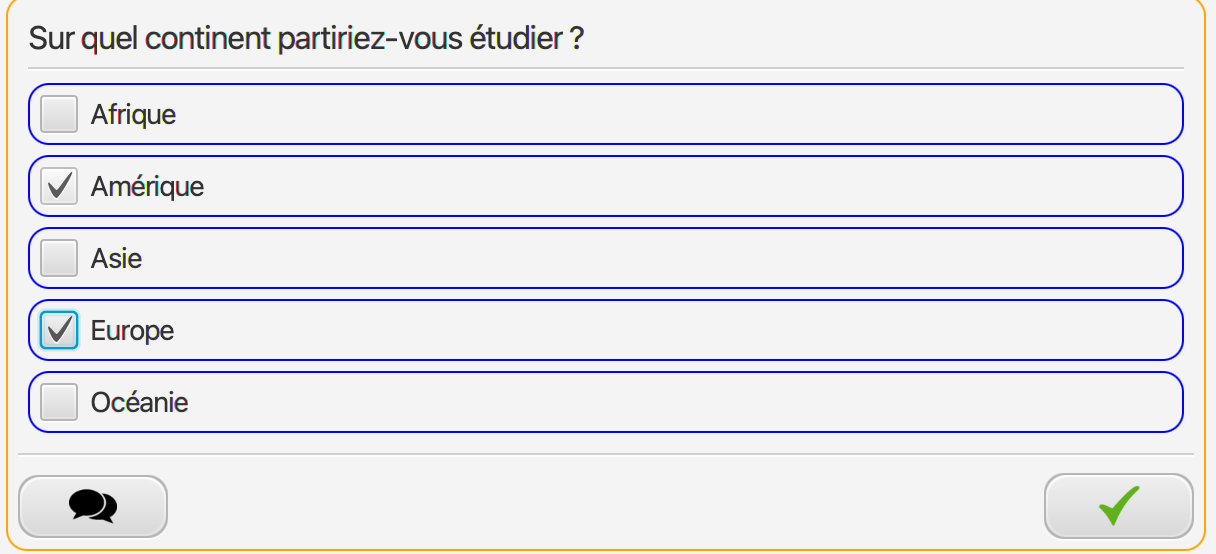 Sur quel continent partiriez-vous étudier ?
Afrique
Amérique
Asie
Europe
Océanie